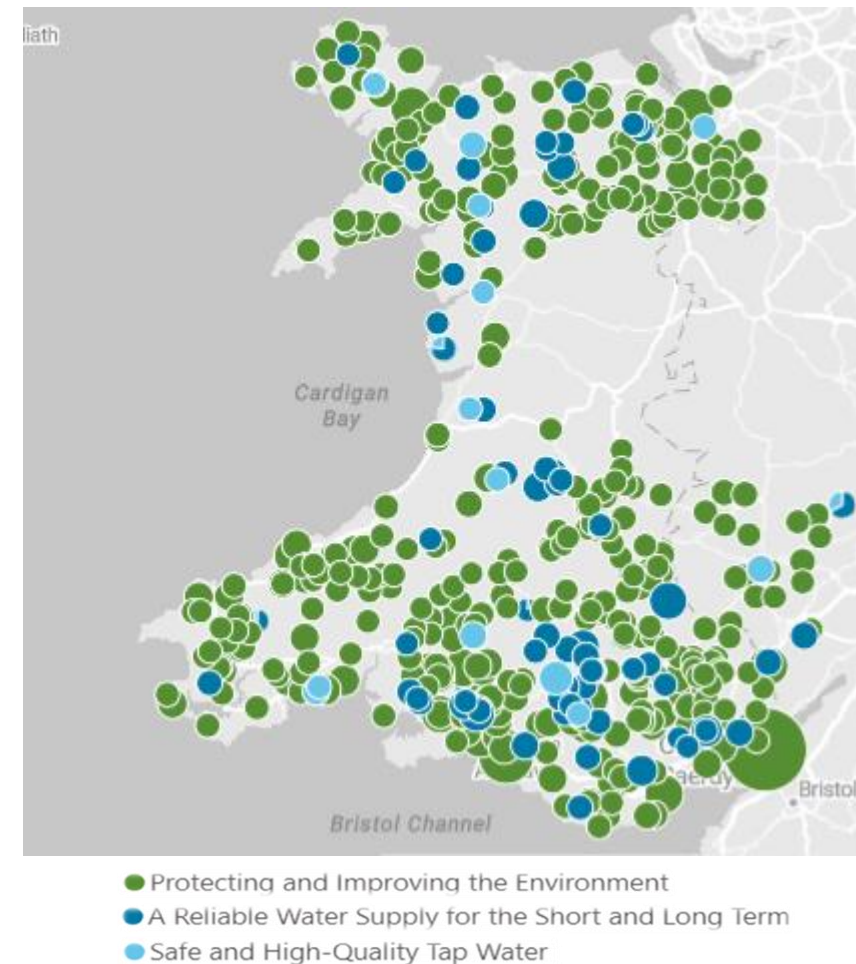 liath
Cardigan
Bay
Caerdy
Bristol
Bristol Channel
Protecting and Improving the Environment
A Reliable Water Supply for the Short and Long Term
Safe and High-Quality Tap Water